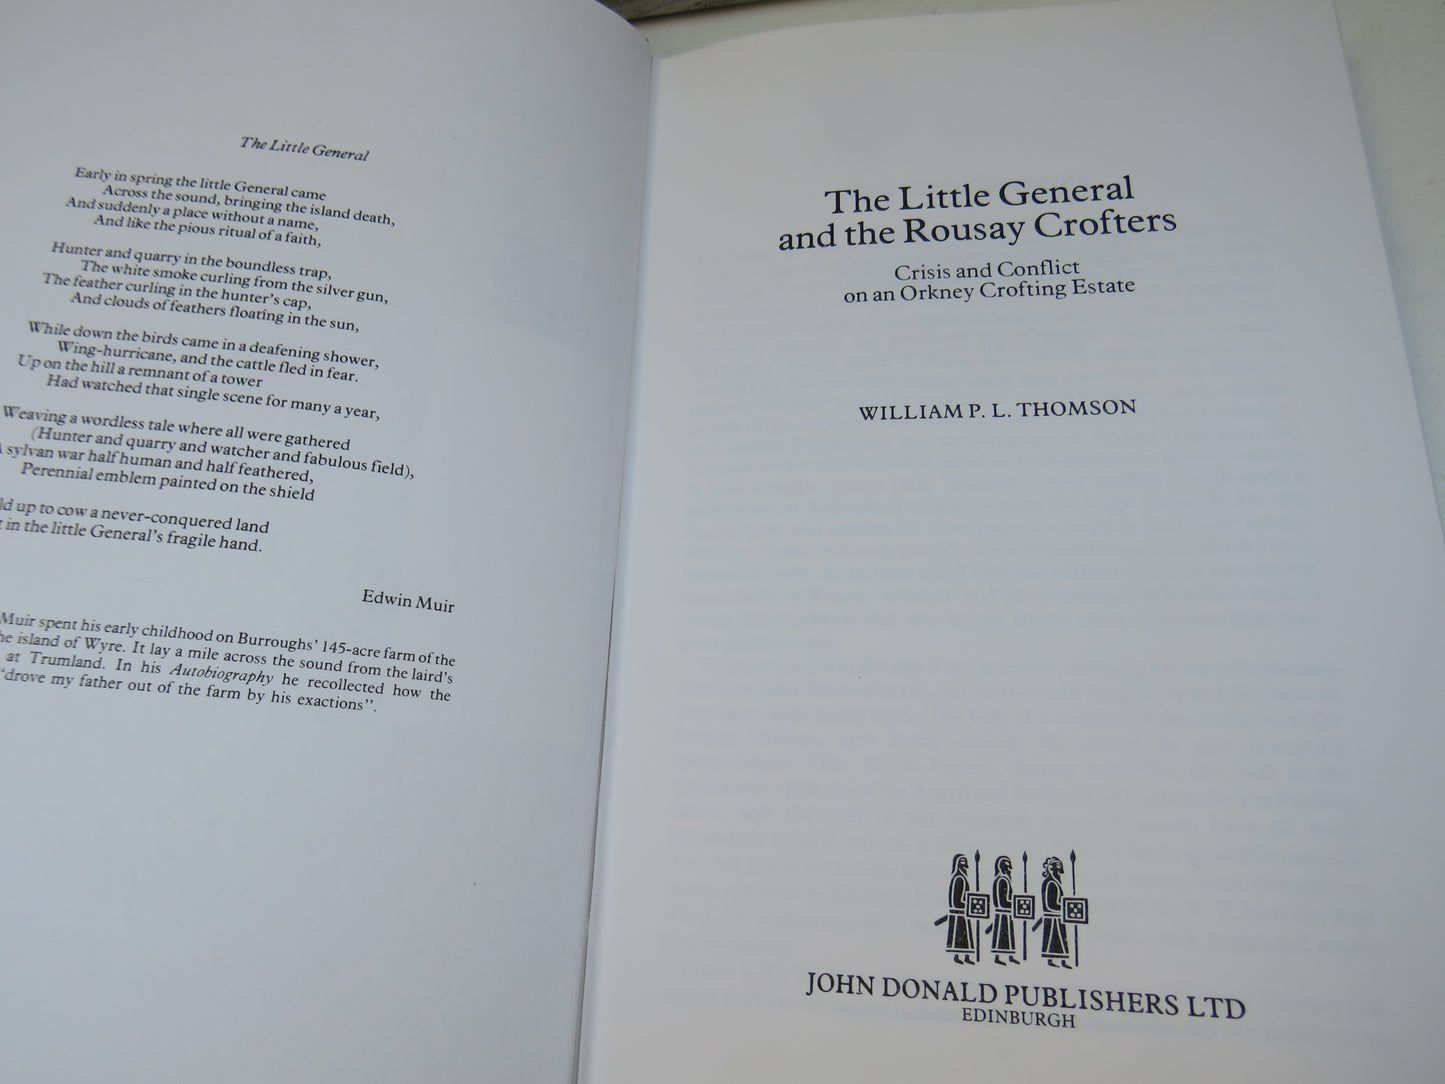 The Little General
Early in spring the little General came
Across the sound, bringing the island death,
And suddenly a place without a name,
And like the pious ritual of a faith,
Hunter and quarry in the boundless trap,
The white smoke curling from the silver gun,
The feather curling in the hunter's cap,
And clouds of feathers floating in the sun,
While down the birds came in a deafening shower,
Wing-hurricane, and the cattle fled in fear.
Up on the hill a remnant of a tower
Had watched that single scene for many a year,
Weaving a wordless tale where all were gathered
(Hunter and quarry and watcher and fabulous field),
sylvan war half human and half feathered,
Perennial emblem painted on the shield
up to cow a never-conquered land
in the little General's fragile hand.
Edwin Muir
Muir spent his early childhood on Burroughs' 145-acre farm of the
island of Wyre. It lay a mile across the sound from the laird's
at Trumland. In his Autobiography he recollected how the
"drove my father out of the farm by his exactions".
The Little General
and the Rousay Crofters
Crisis and Conflict
on an Orkney Crofting Estate
WILLIAM P. L. THOMSON
JOHN DONALD PUBLISHERS LTD
EDINBURGH